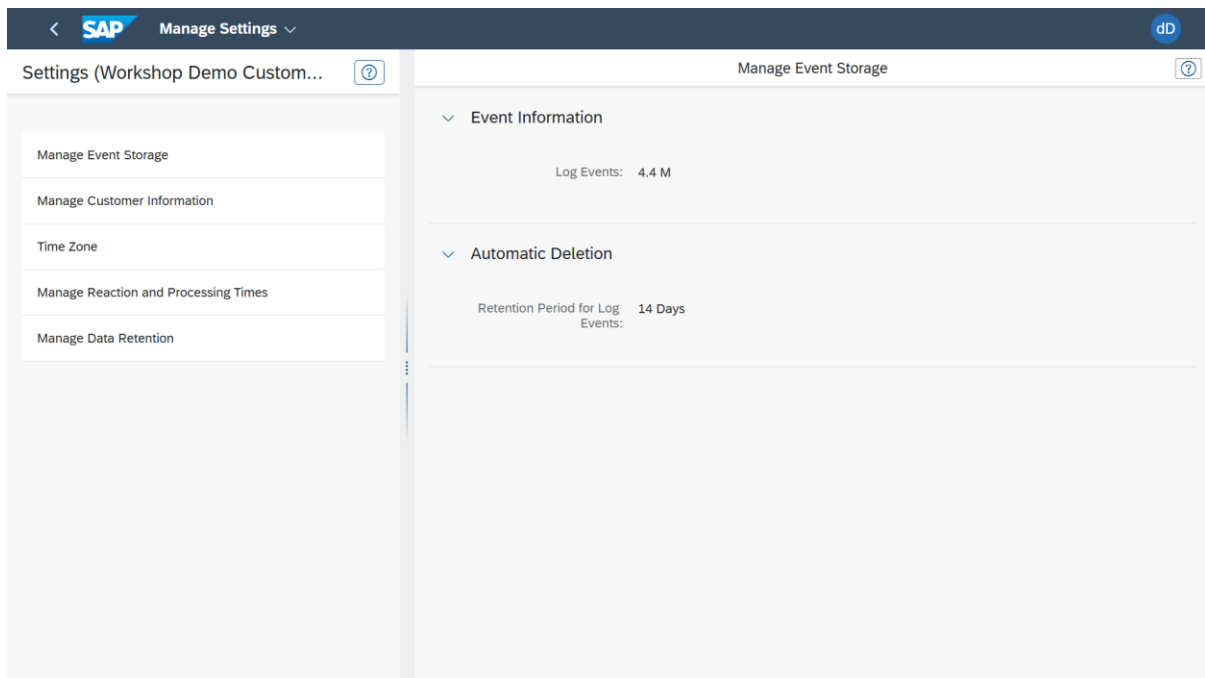 SAP
Manage Settings
dD
Settings (Workshop Demo Custom...
Manage Event Storage
Manage Customer Information
Time Zone
Manage Reaction and Processing Times
Manage Data Retention
Manage Event Storage
Event Information
Log Events: 4.4 M
Automatic Deletion
Retention Period for Log 14 Days
Events: